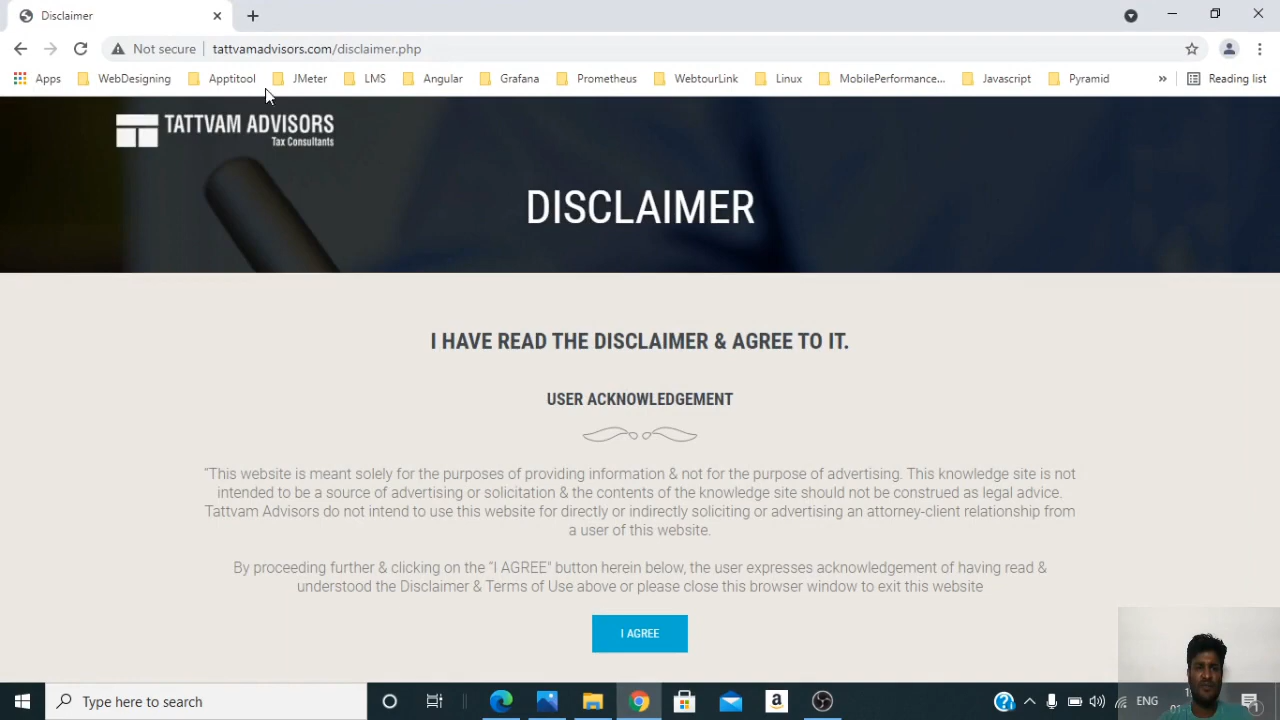 Disclaimer
Not secure
tattvamadvisors.com/disclaimer.php
Apps WebDesigning Apptitool JMeter LMS Angular Grafana Prometheus WebtourLink Linux MobilePerformance... Javascript Pyramid » Reading list
TATTVAM ADVISORS
Tax Consultants
DISCLAIMER
I HAVE READ THE DISCLAIMER & AGREE TO IT.
USER ACKNOWLEDGEMENT
“This website is meant solely for the purposes of providing information & not for the purpose of advertising. This knowledge site is not
intended to be a source of advertising or solicitation & the contents of the knowledge site should not be construed as legal advice.
Tattvam Advisors do not intend to use this website for directly or indirectly soliciting or advertising an attorney-client relationship from
a user of this website.
By proceeding further & clicking on the “I AGREE" button herein below, the user expresses acknowledgement of having read &
understood the Disclaimer & Terms of Use above or please close this browser window to exit this website
I AGREE
Type here to search
ENG